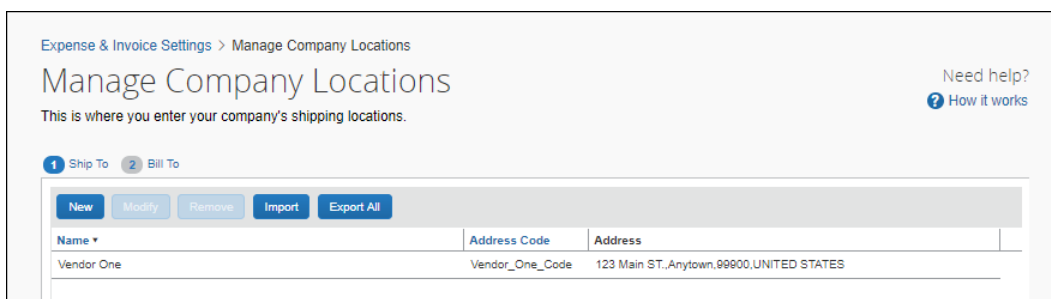 Expense & Invoice Settings > Manage Company Locations
Manage Company Locations
Need help?
? How it works
This is where you enter your company's shipping locations.
1 Ship To 2 Bill To
New Modify Remove Import Export All
Name ▾ Address Code Address
Vendor One Vendor_One_Code 123 Main ST.,Anytown,99900,UNITED STATES